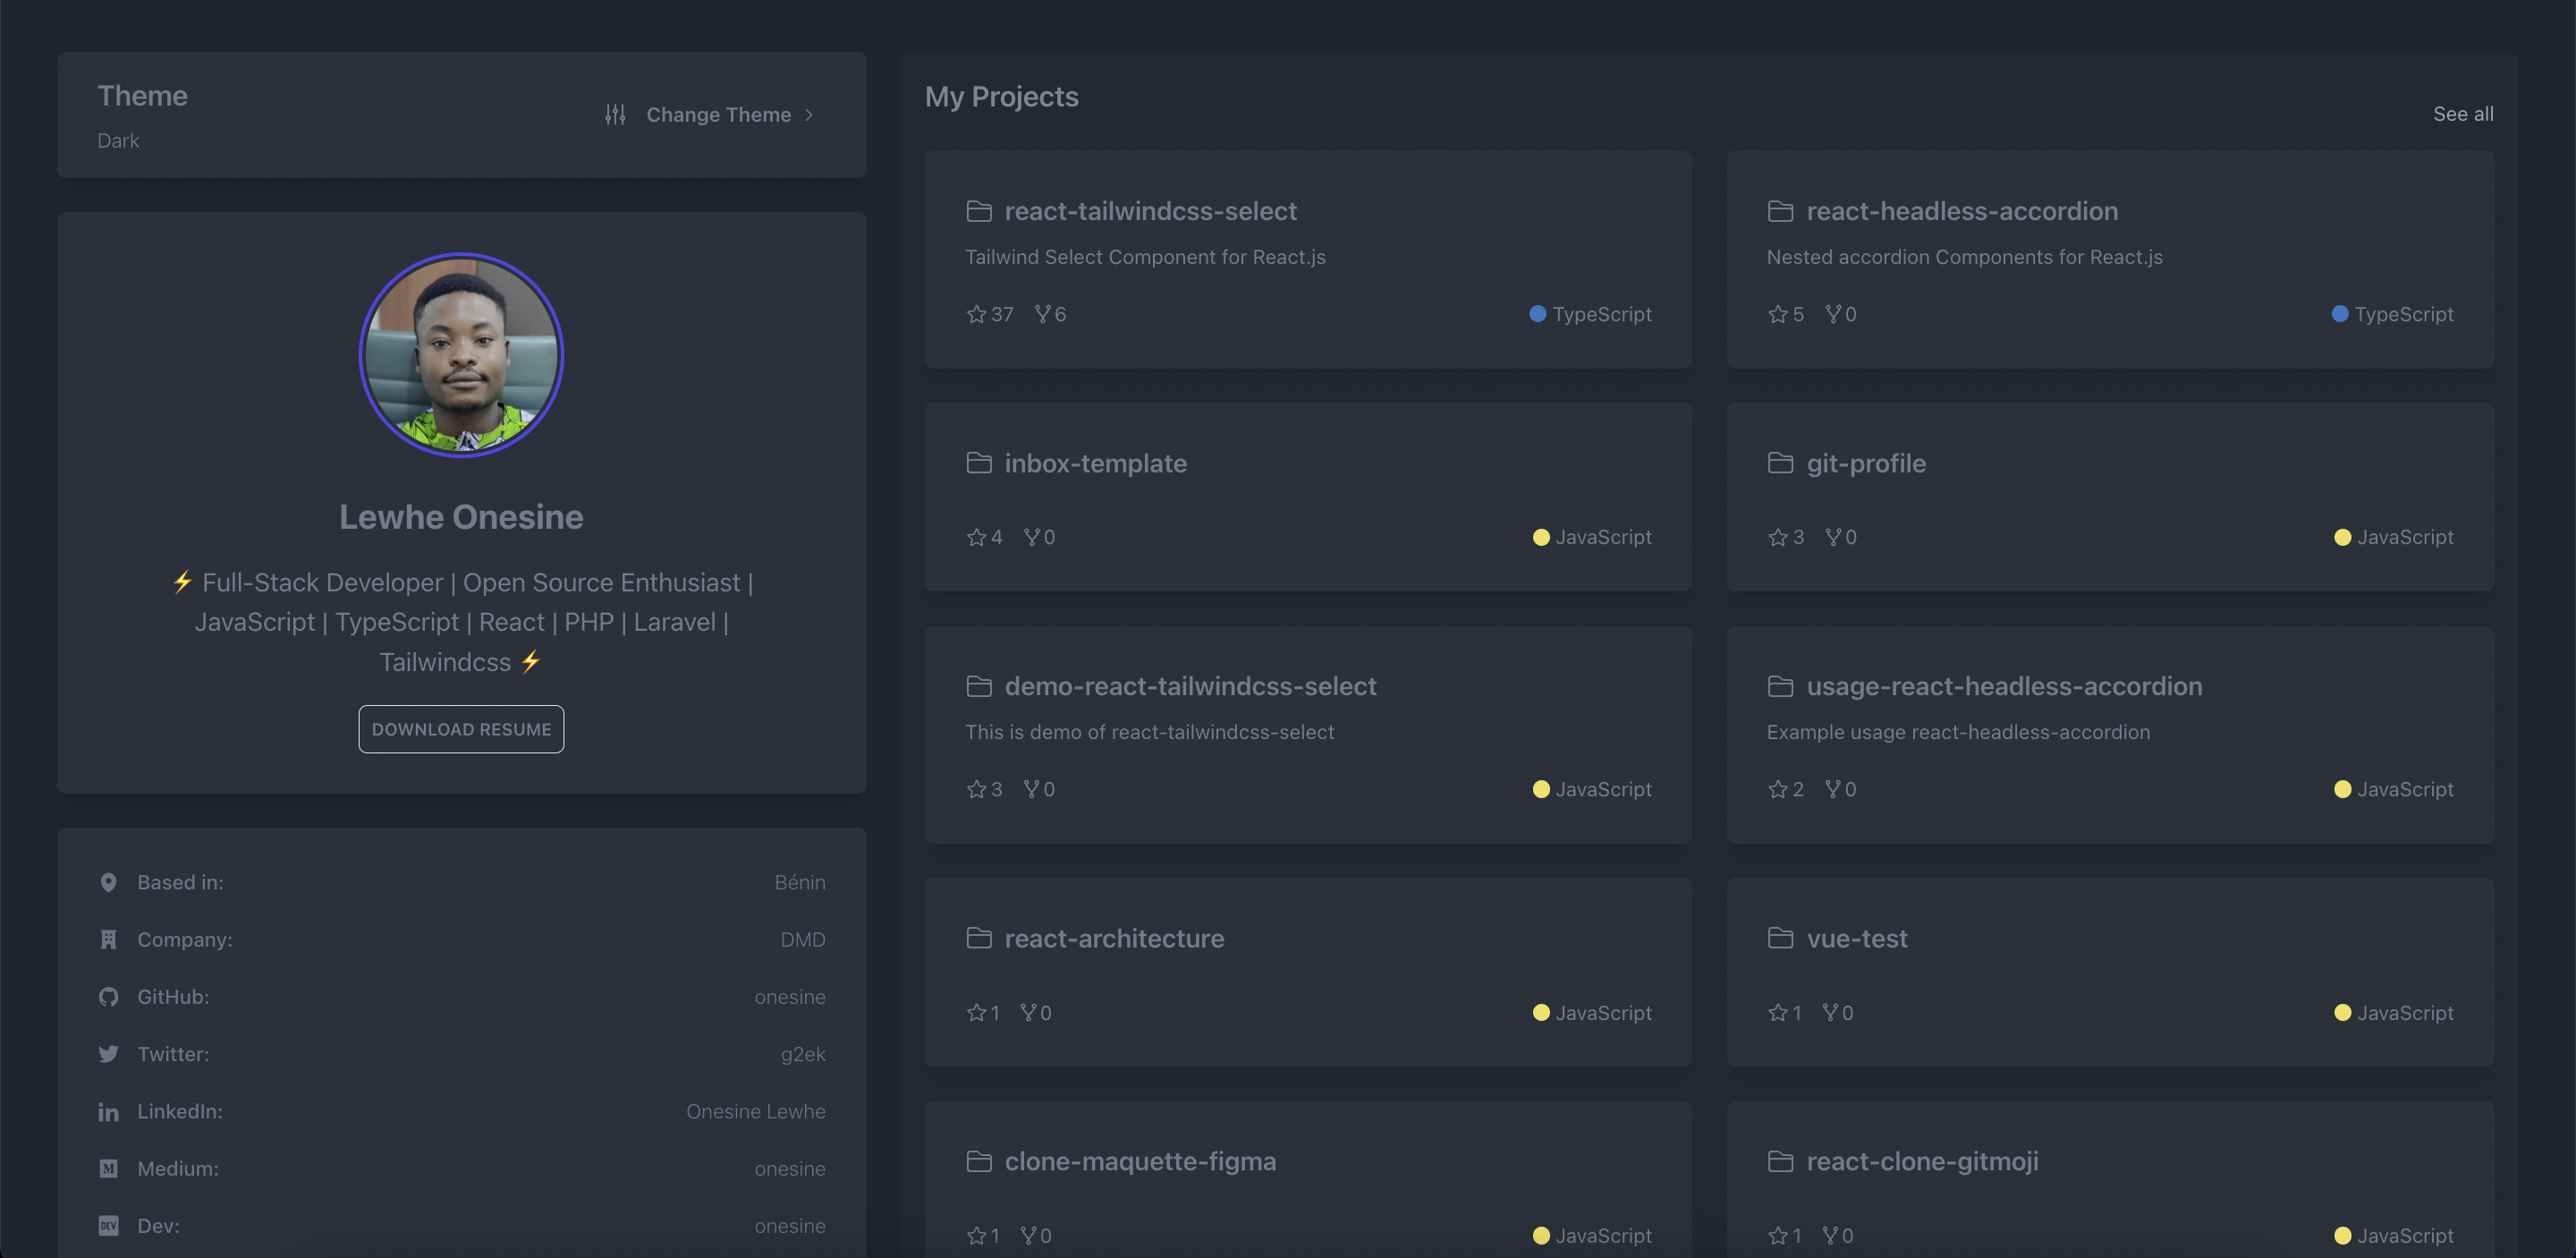 Theme
Dark
Change Theme
Lewhe Onesine
⚡ Full-Stack Developer | Open Source Enthusiast |
JavaScript | TypeScript | React | PHP | Laravel |
Tailwindcss ⚡
DOWNLOAD RESUME
Based in: Bénin
Company: DMD
GitHub: onesine
Twitter: g2ek
LinkedIn: Onesine Lewhe
Medium: onesine
DEV Dev: onesine
My Projects
See all
react-tailwindcss-select
Tailwind Select Component for React.js
37 6 TypeScript
react-headless-accordion
Nested accordion Components for React.js
5 0 TypeScript
inbox-template
4 0 JavaScript
git-profile
3 0 JavaScript
demo-react-tailwindcss-select
This is demo of react-tailwindcss-select
3 0 JavaScript
usage-react-headless-accordion
Example usage react-headless-accordion
2 0 JavaScript
react-architecture
1 0 JavaScript
vue-test
1 0 JavaScript
clone-maquette-figma
1 0 JavaScript
react-clone-gitmoji
1 0 JavaScript